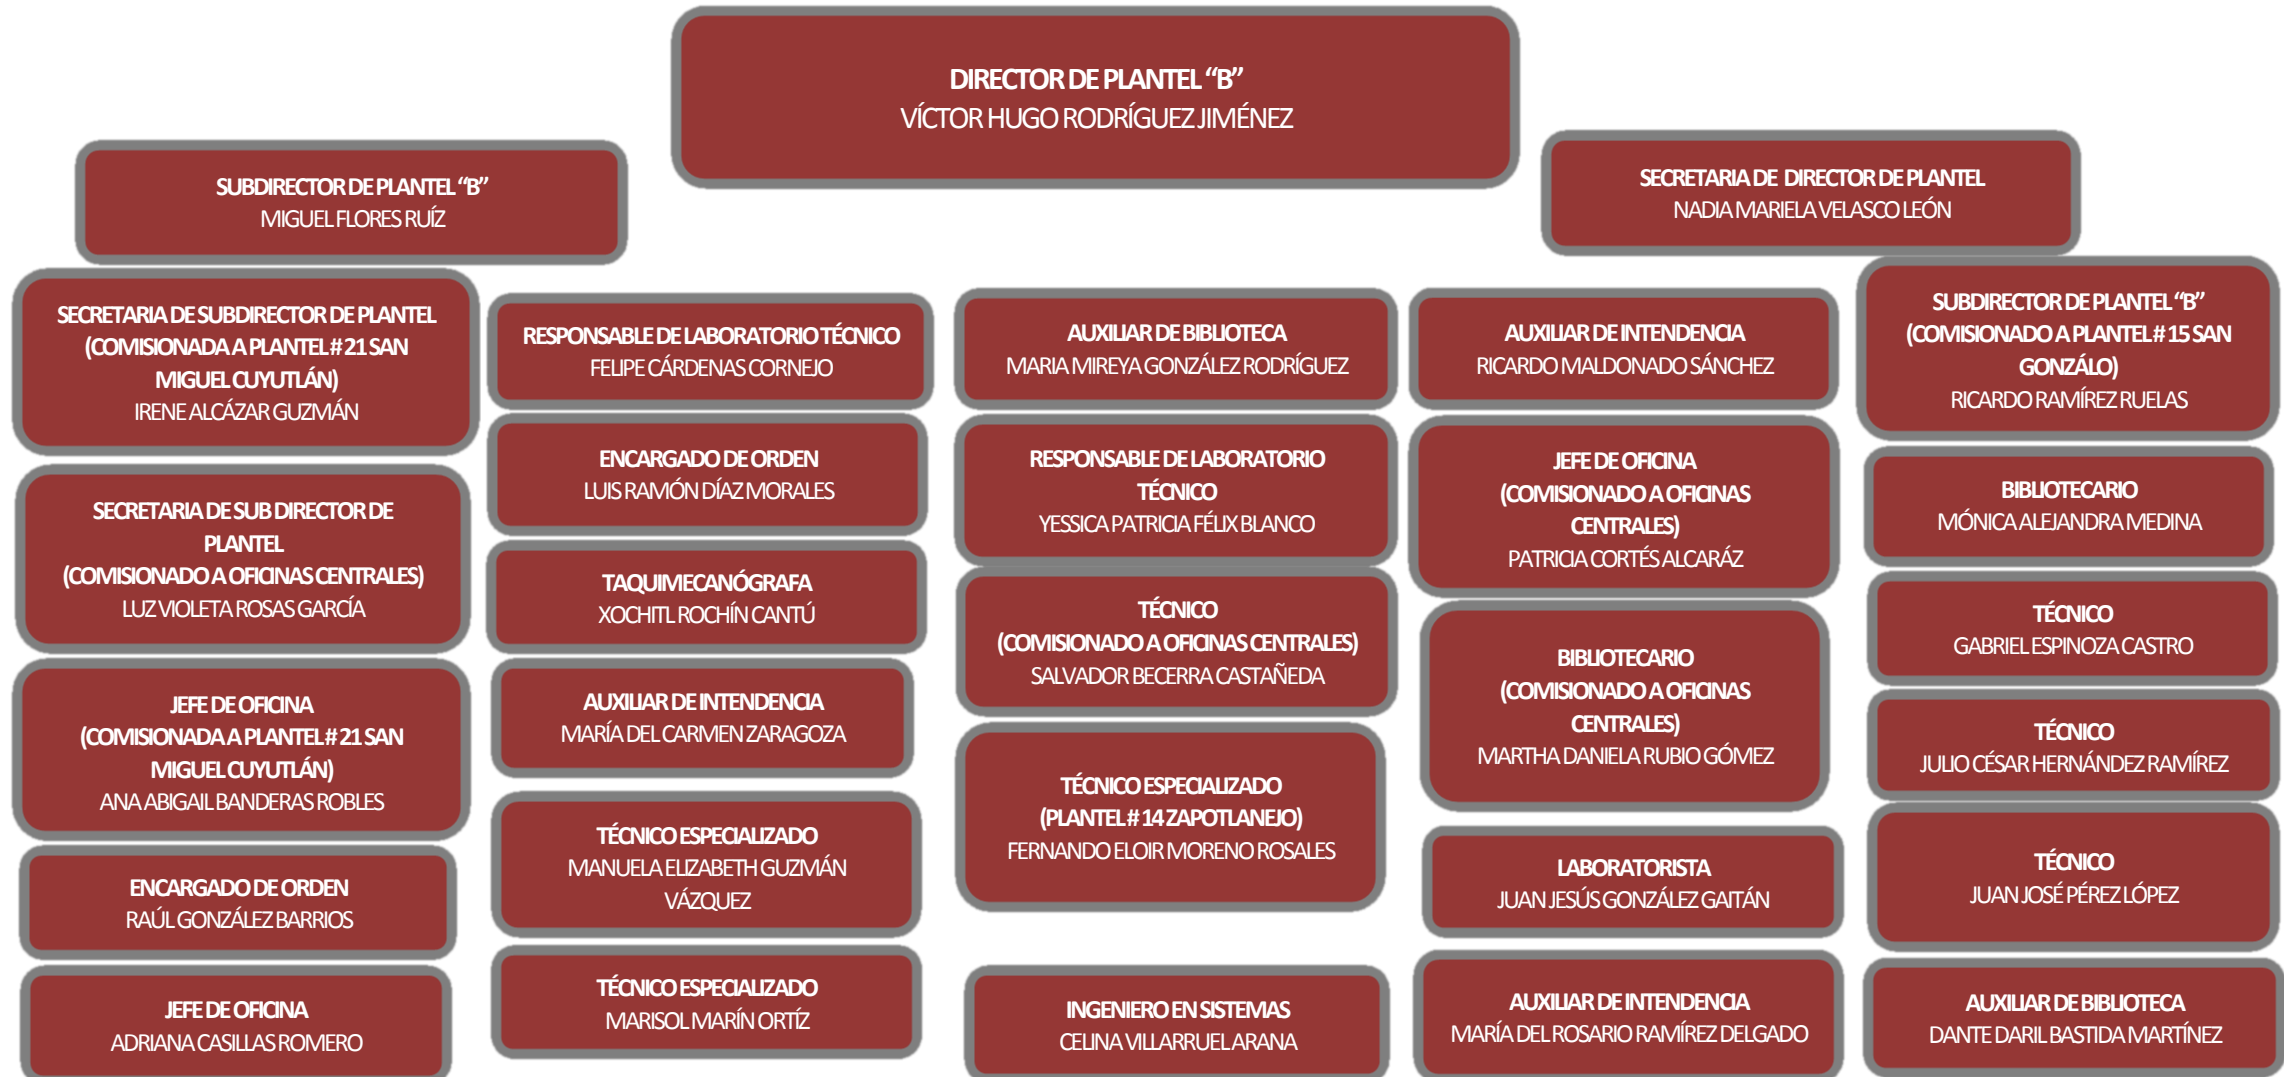 DIRECTOR DE PLANTEL “B”
VÍCTOR HUGO RODRÍGUEZ JIMÉNEZ
SUBDIRECTOR DE PLANTEL “B”
MIGUEL FLORES RUÍZ
SECRETARIA DE DIRECTOR DE PLANTEL
NADIA MARIELA VELASCO LEÓN
SECRETARIA DE SUBDIRECTOR DE PLANTEL
(COMISIONADA A PLANTEL # 21 SAN
MIGUEL CUYUTLÁN)
IRENE ALCÁZAR GUZMÁN
SECRETARIA DE SUB DIRECTOR DE
PLANTEL
(COMISIONADO A OFICINAS CENTRALES)
LUZ VIOLETA ROSAS GARCÍA
JEFE DE OFICINA
(COMISIONADA A PLANTEL # 21 SAN
MIGUEL CUYUTLÁN)
ANA ABIGAIL BANDERAS ROBLES
ENCARGADO DE ORDEN
RAÚL GONZÁLEZ BARRIOS
JEFE DE OFICINA
ADRIANA CASILLAS ROMERO
RESPONSABLE DE LABORATORIO TÉCNICO
FELIPE CÁRDENAS CORNEJO
ENCARGADO DE ORDEN
LUIS RAMÓN DÍAZ MORALES
TAQUIMECANÓGRAFA
XOCHITL ROCHÍN CANTÚ
AUXILIAR DE INTENDENCIA
MARÍA DEL CARMEN ZARAGOZA
TÉCNICO ESPECIALIZADO
MANUELA ELIZABETH GUZMÁN
VÁZQUEZ
TÉCNICO ESPECIALIZADO
MARISOL MARÍN ORTÍZ
AUXILIAR DE BIBLIOTECA
MARIA MIREYA GONZÁLEZ RODRÍGUEZ
RESPONSABLE DE LABORATORIO
TÉCNICO
YESSICA PATRICIA FÉLIX BLANCO
TÉCNICO
(COMISIONADO A OFICINAS CENTRALES)
SALVADOR BECERRA CASTAÑEDA
TÉCNICO ESPECIALIZADO
(PLANTEL # 14 ZAPOTLANEJO)
FERNANDO ELOIR MORENO ROSALES
INGENIERO EN SISTEMAS
CELINA VILLARRUEL ARANA
AUXILIAR DE INTENDENCIA
RICARDO MALDONADO SÁNCHEZ
JEFE DE OFICINA
(COMISIONADO A OFICINAS
CENTRALES)
PATRICIA CORTÉS ALCARÁZ
BIBLIOTECARIO
(COMISIONADO A OFICINAS
CENTRALES)
MARTHA DANIELA RUBIO GÓMEZ
LABORATORISTA
JUAN JESÚS GONZÁLEZ GAITÁN
AUXILIAR DE INTENDENCIA
MARÍA DEL ROSARIO RAMÍREZ DELGADO
SUBDIRECTOR DE PLANTEL “B”
(COMISIONADO A PLANTEL # 15 SAN
GONZÁLO)
RICARDO RAMÍREZ RUELAS
BIBLIOTECARIO
MÓNICA ALEJANDRA MEDINA
TÉCNICO
GABRIEL ESPINOZA CASTRO
TÉCNICO
JULIO CÉSAR HERNÁNDEZ RAMÍREZ
TÉCNICO
JUAN JOSÉ PÉREZ LÓPEZ
AUXILIAR DE BIBLIOTECA
DANTE DARIL BASTIDA MARTÍNEZ